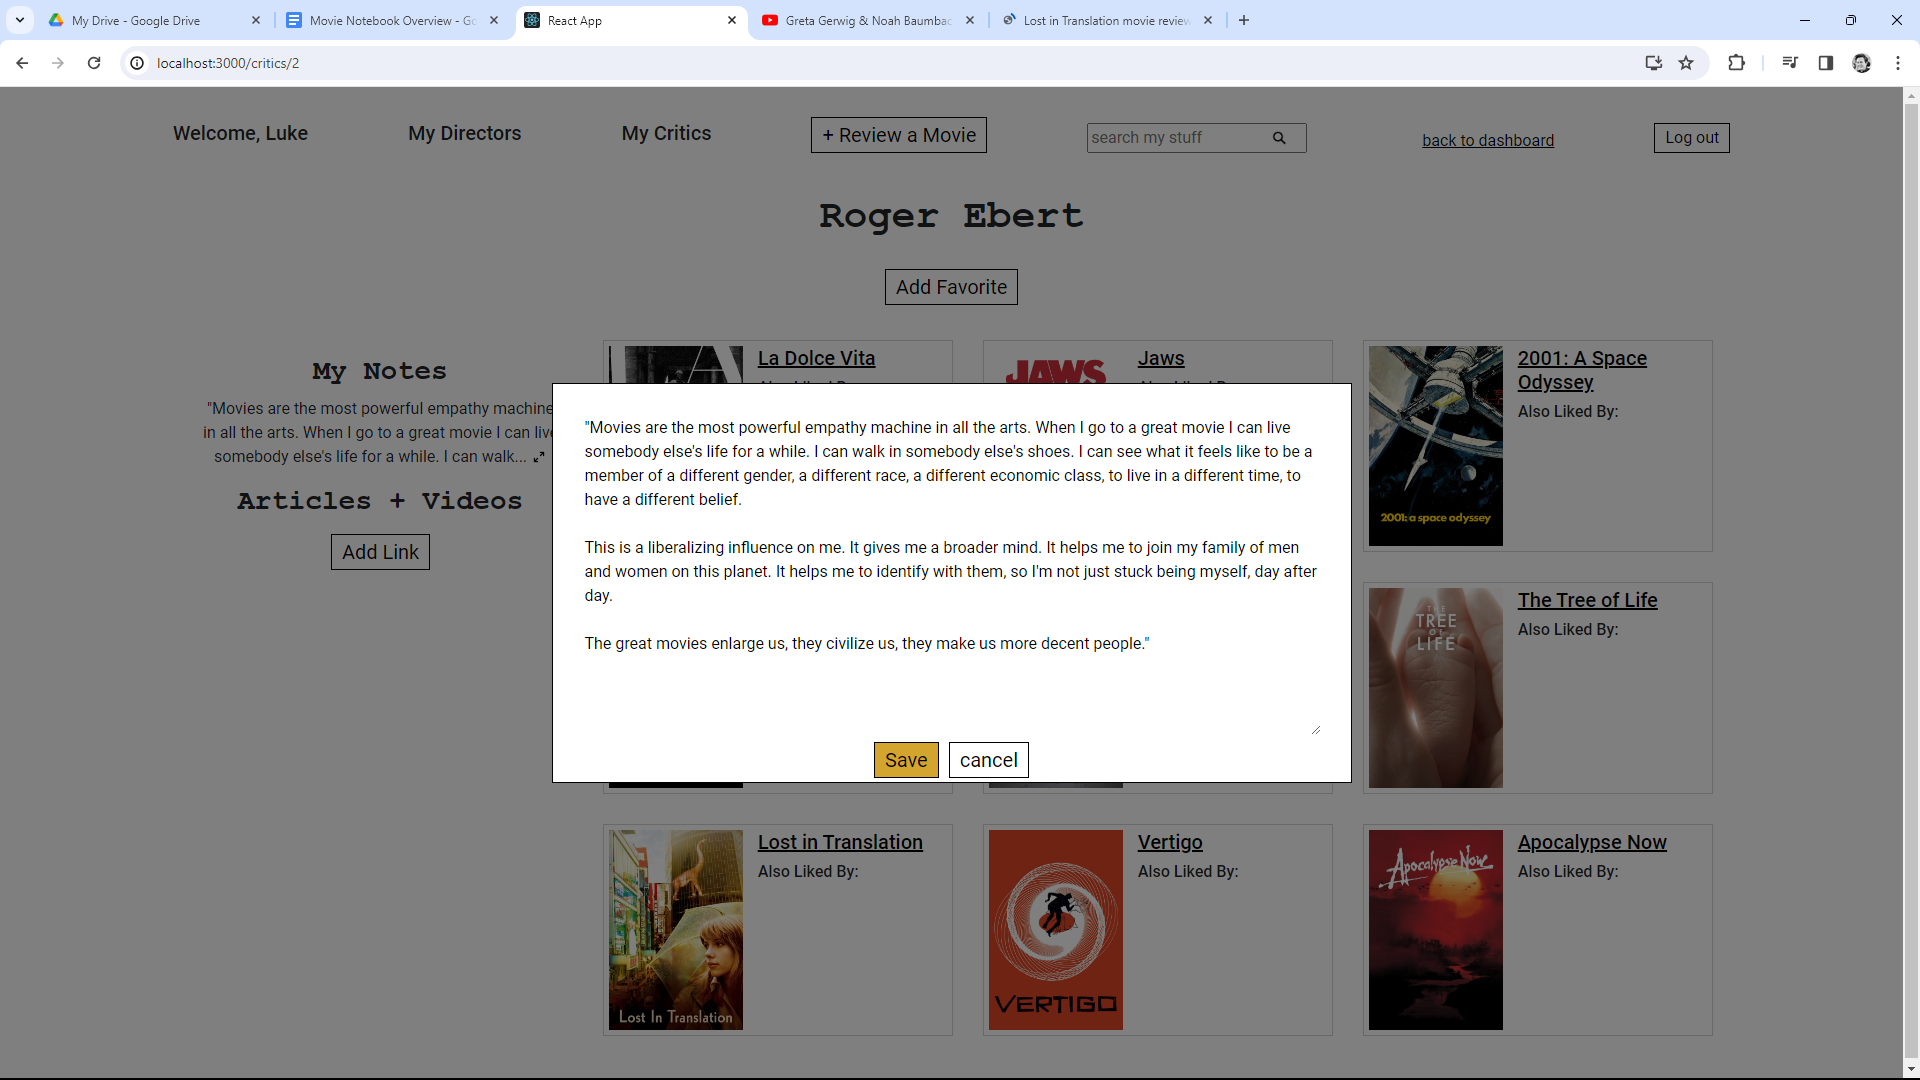 My Drive - Google Drive
Movie Notebook Overview - Go
React App
Greta Gerwig & Noah Baumbac
Lost in Translation movie review
localhost:3000/critics/2
Welcome, Luke
My Directors
My Critics
+ Review a Movie
search my stuff
back to dashboard
Log out
Roger Ebert
Add Favorite
My Notes
"Movies are the most powerful empathy machine
in all the arts. When I go to a great movie I can live
somebody else's life for a while. I can walk...
Articles + Videos
Add Link
La Dolce Vita
JAWS
Jaws
2001: a space odyssey
2001: A Space
Odyssey
Also Liked By:
"Movies are the most powerful empathy machine in all the arts. When I go to a great movie I can live
somebody else's life for a while. I can walk in somebody else's shoes. I can see what it feels like to be a
member of a different gender, a different race, a different economic class, to live in a different time, to
have a different belief.
This is a liberalizing influence on me. It gives me a broader mind. It helps me to join my family of men
and women on this planet. It helps me to identify with them, so I'm not just stuck being myself, day after
day.
The great movies enlarge us, they civilize us, they make us more decent people."
Save
cancel
THE
TREE
OF
LIFE
The Tree of Life
Also Liked By:
Lost In Translation
Lost in Translation
Also Liked By:
VERTIGO
Vertigo
Also Liked By:
Apocalypse Now
Apocalypse Now
Also Liked By: